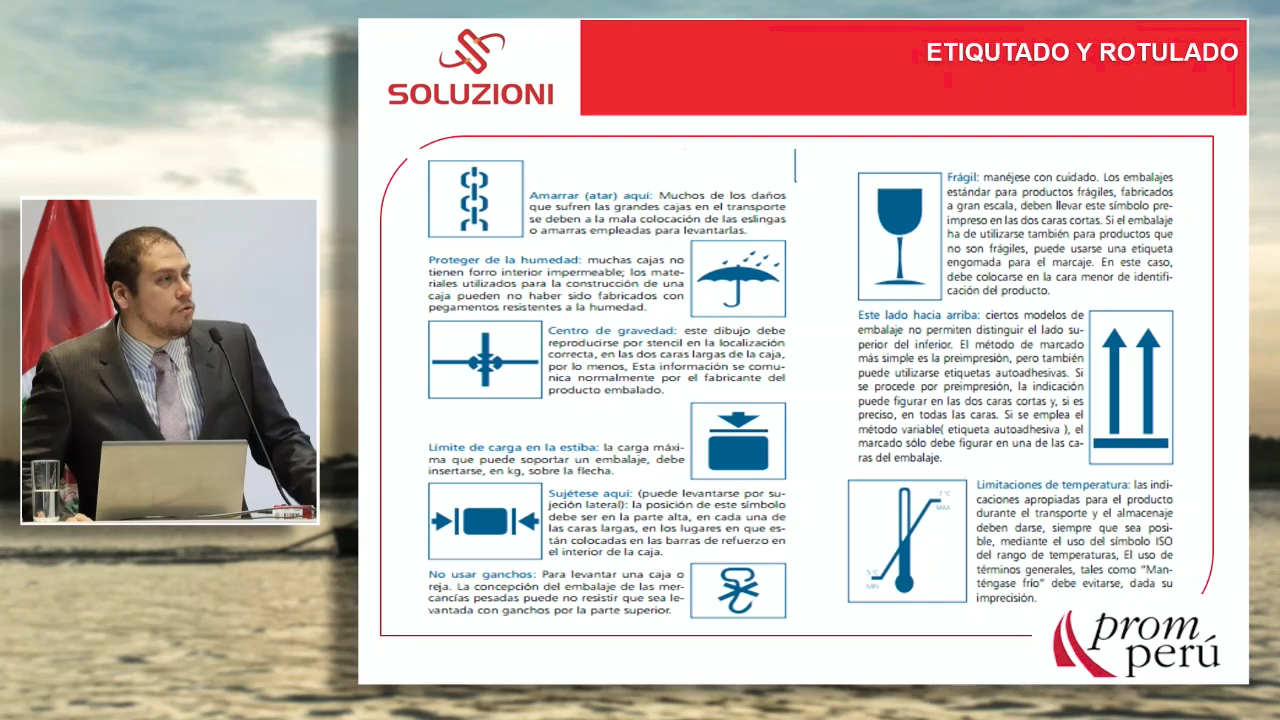 SOLUZIONI
ETIQUTADO Y ROTULADO
Amarrar (atar) aquí: Muchos de los daños
que sufren las grandes cajas en el transporte
se deben a la mala colocación de las eslingas
o amarras empleadas para levantarlas.
Proteger de la humedad: muchas cajas no
tienen forro interior impermeable; los mate-
riales utilizados para la construcción de una
caja pueden no haber sido fabricados con
pegamentos resistentes a la humedad.
Centro de gravedad: este dibujo debe
reproducirse por stencil en la localización
correcta, en las dos caras largas de la caja,
por lo menos, Esta información se comu-
nica normalmente por el fabricante del
producto embalado.
Límite de carga en la estiba: la carga máxi-
ma que puede soportar un embalaje, debe
insertarse, en kg, sobre la flecha.
Sujétese aquí: (puede levantarse por su-
jeción lateral): la posición de este símbolo
debe ser en la parte alta, en cada una de
las caras largas, en los lugares en que es-
tán colocadas en las barras de refuerzo en
el interior de la caja.
No usar ganchos: Para levantar una caja o
reja. La concepción del embalaje de las mer-
cancías pesadas puede no resistir que sea le-
vantada con ganchos por la parte superior.
Frágil: manéjese con cuidado. Los embalajes
estándar para productos frágiles, fabricados
a gran escala, deben llevar este símbolo pre-
impreso en las dos caras cortas. Si el embalaje
ha de utilizarse también para productos que
no son frágiles, puede usarse una etiqueta
engomada para el marcaje. En este caso,
debe colocarse en la cara menor de identifi-
cación del producto.
Este lado hacia arriba: ciertos modelos de
embalaje no permiten distinguir el lado su-
perior del inferior. El método de marcado
más simple es la preimpresión, pero también
puede utilizarse etiquetas autoadhesivas. Si
se procede por preimpresión, la indicación
puede figurar en las dos caras cortas y, si es
preciso, en todas las caras. Si se emplea el
método variable( etiqueta autoadhesiva ), el
marcado sólo debe figurar en una de las ca-
ras del embalaje.
7 °C
MAX
5 °C
MIN
Limitaciones de temperatura: las indi-
caciones apropiadas para el producto
durante el transporte y el almacenaje
deben darse, siempre que sea posi-
ble, mediante el uso del símbolo ISO
del rango de temperaturas, El uso de
términos generales, tales como “Man-
téngase frío” debe evitarse, dada su
imprecisión.
prom
perú